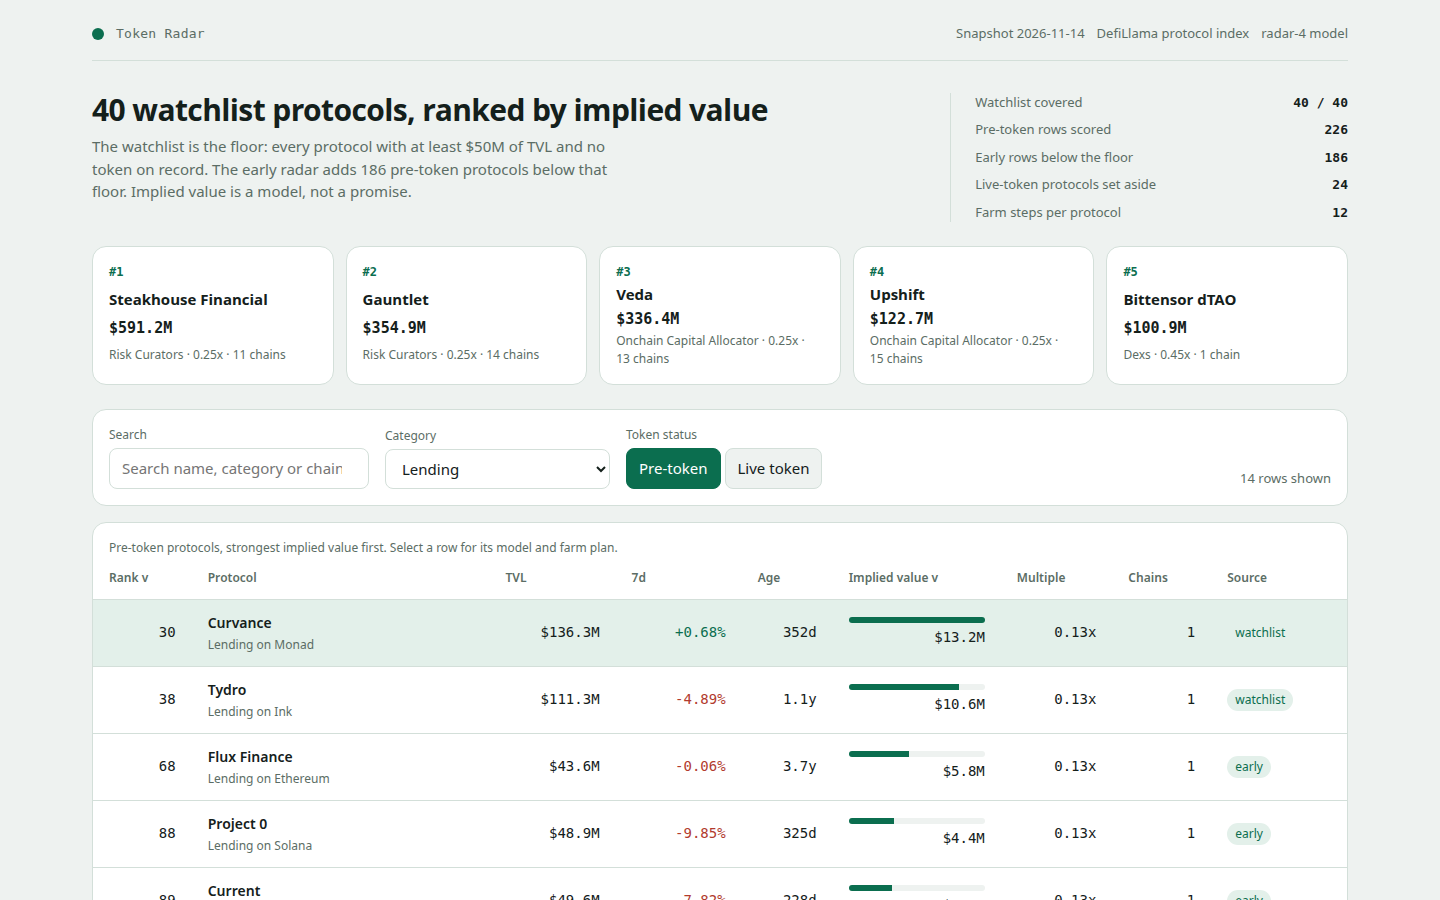 Token Radar
Snapshot 2026-11-14 DefiLlama protocol index radar-4 model
40 watchlist protocols, ranked by implied value
The watchlist is the floor: every protocol with at least $50M of TVL and no
token on record. The early radar adds 186 pre-token protocols below that
floor. Implied value is a model, not a promise.
Watchlist covered 40 / 40
Pre-token rows scored 226
Early rows below the floor 186
Live-token protocols set aside 24
Farm steps per protocol 12
#1
Steakhouse Financial
$591.2M
Risk Curators · 0.25x · 11 chains
#2
Gauntlet
$354.9M
Risk Curators · 0.25x · 14 chains
#3
Veda
$336.4M
Onchain Capital Allocator · 0.25x ·
13 chains
#4
Upshift
$122.7M
Onchain Capital Allocator · 0.25x ·
15 chains
#5
Bittensor dTAO
$100.9M
Dexs · 0.45x · 1 chain
Search
Search name, category or chain
Category
Lending
Token status
Pre-token Live token
14 rows shown
Pre-token protocols, strongest implied value first. Select a row for its model and farm plan.
Rank v Protocol TVL 7d Age Implied value v Multiple Chains Source
30 Curvance $136.3M +0.68% 352d $13.2M 0.13x 1 watchlist
Lending on Monad
38 Tydro $111.3M -4.89% 1.1y $10.6M 0.13x 1 watchlist
Lending on Ink
68 Flux Finance $43.6M -0.06% 3.7y $5.8M 0.13x 1 early
Lending on Ethereum
88 Project 0 $48.9M -9.85% 325d $4.4M 0.13x 1 early
Lending on Solana
89 Current $49.6M -7.82% 228d 0.13x 1 early